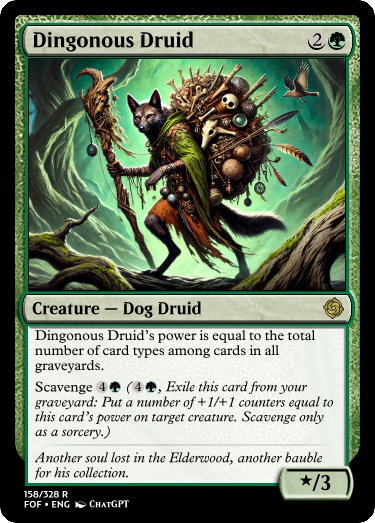 Dingonous Druid 2
Creature — Dog Druid
Dingonous Druid's power is equal to the total
number of card types among cards in all
graveyards.
Scavenge 4 ( 4 , Exile this card from your
graveyard: Put a number of +1/+1 counters equal to
this card's power on target creature. Scavenge only
as a sorcery.)
Another soul lost in the Elderwood, another bauble
for his collection.
★/3
158/328 R
FOF • ENG ChatGPT